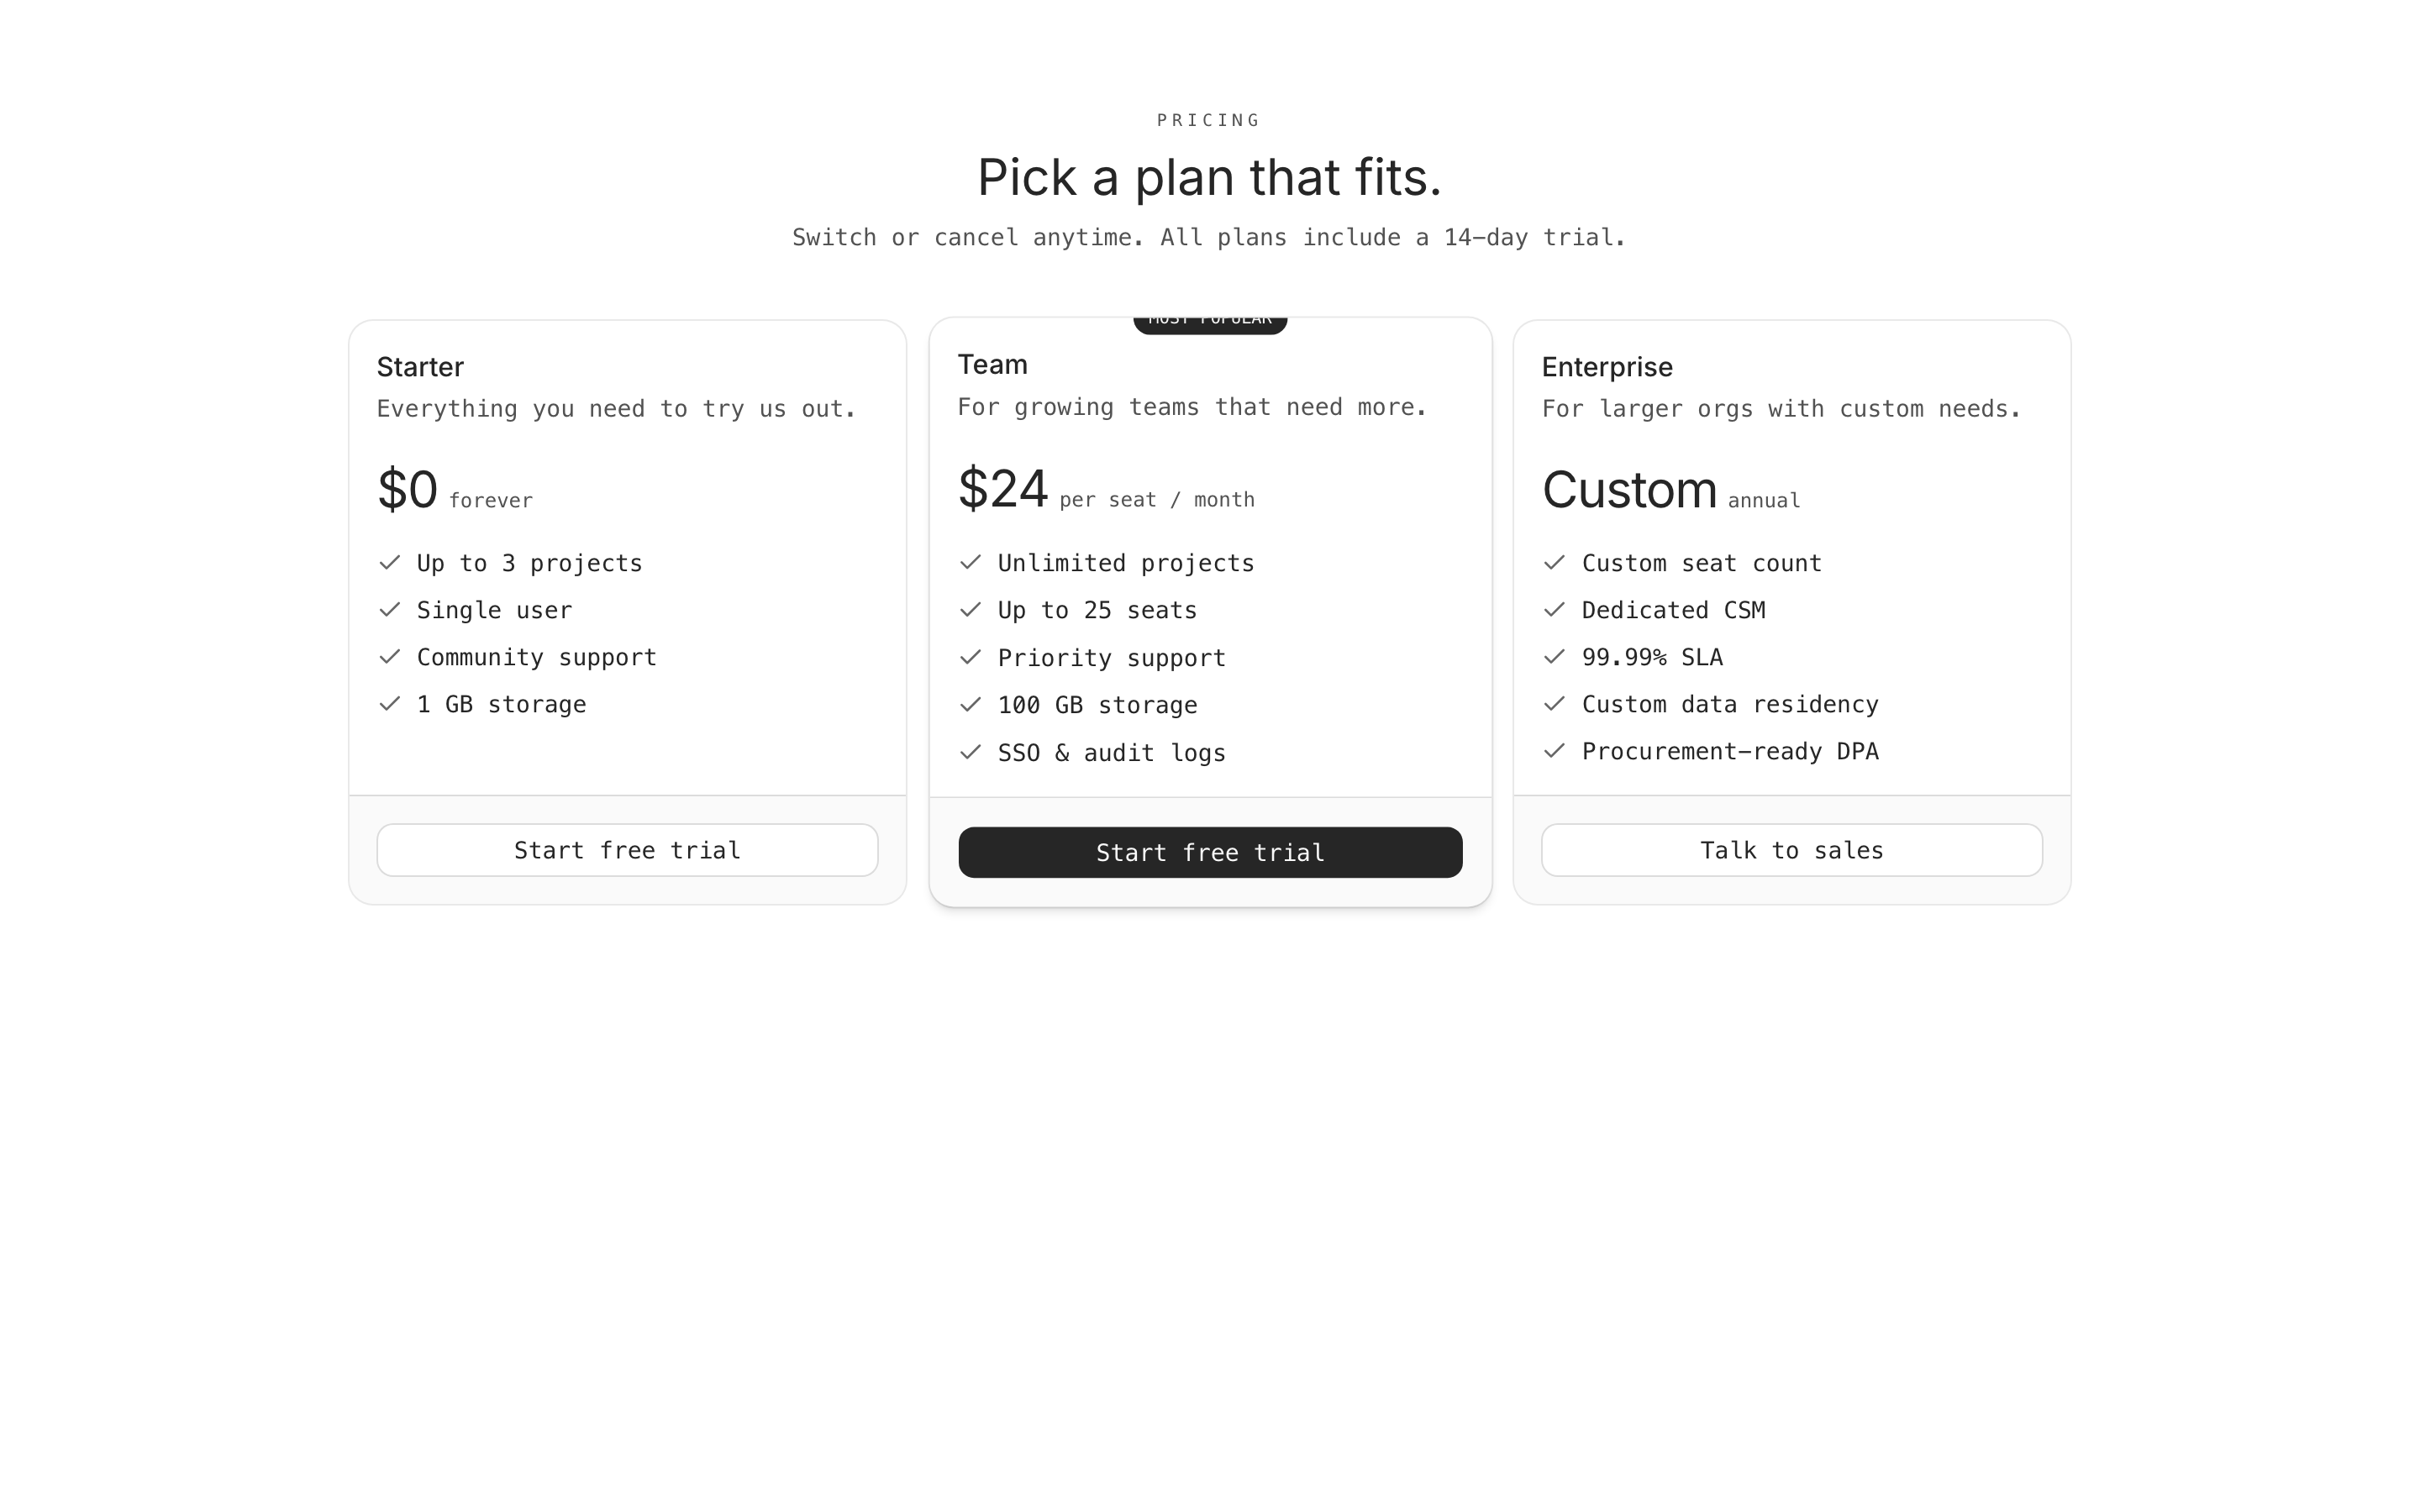 PRICING
Pick a plan that fits.
Switch or cancel anytime. All plans include a 14-day trial.
MOST POPULAR
Starter
Everything you need to try us out.
$0 forever
Up to 3 projects
Single user
Community support
1 GB storage
Start free trial
Team
For growing teams that need more.
$24 per seat / month
Unlimited projects
Up to 25 seats
Priority support
100 GB storage
SSO & audit logs
Start free trial
Enterprise
For larger orgs with custom needs.
Custom annual
Custom seat count
Dedicated CSM
99.99% SLA
Custom data residency
Procurement-ready DPA
Talk to sales